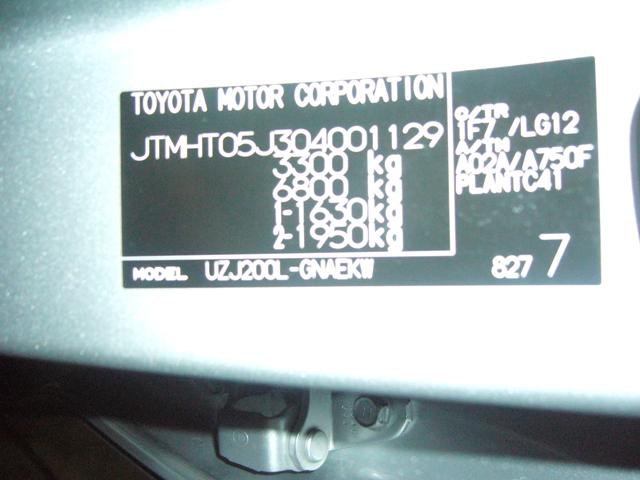 TOYOTA MOTOR CORPORATION
JTMHT05J304001129
3300 kg
6800 kg
1-1630kg
2-1950kg
C/TR
1F7 /LG12
A/TM
A02A/A750F
PLANTC41
MODEL UZJ200L-GNAEKW
827 7